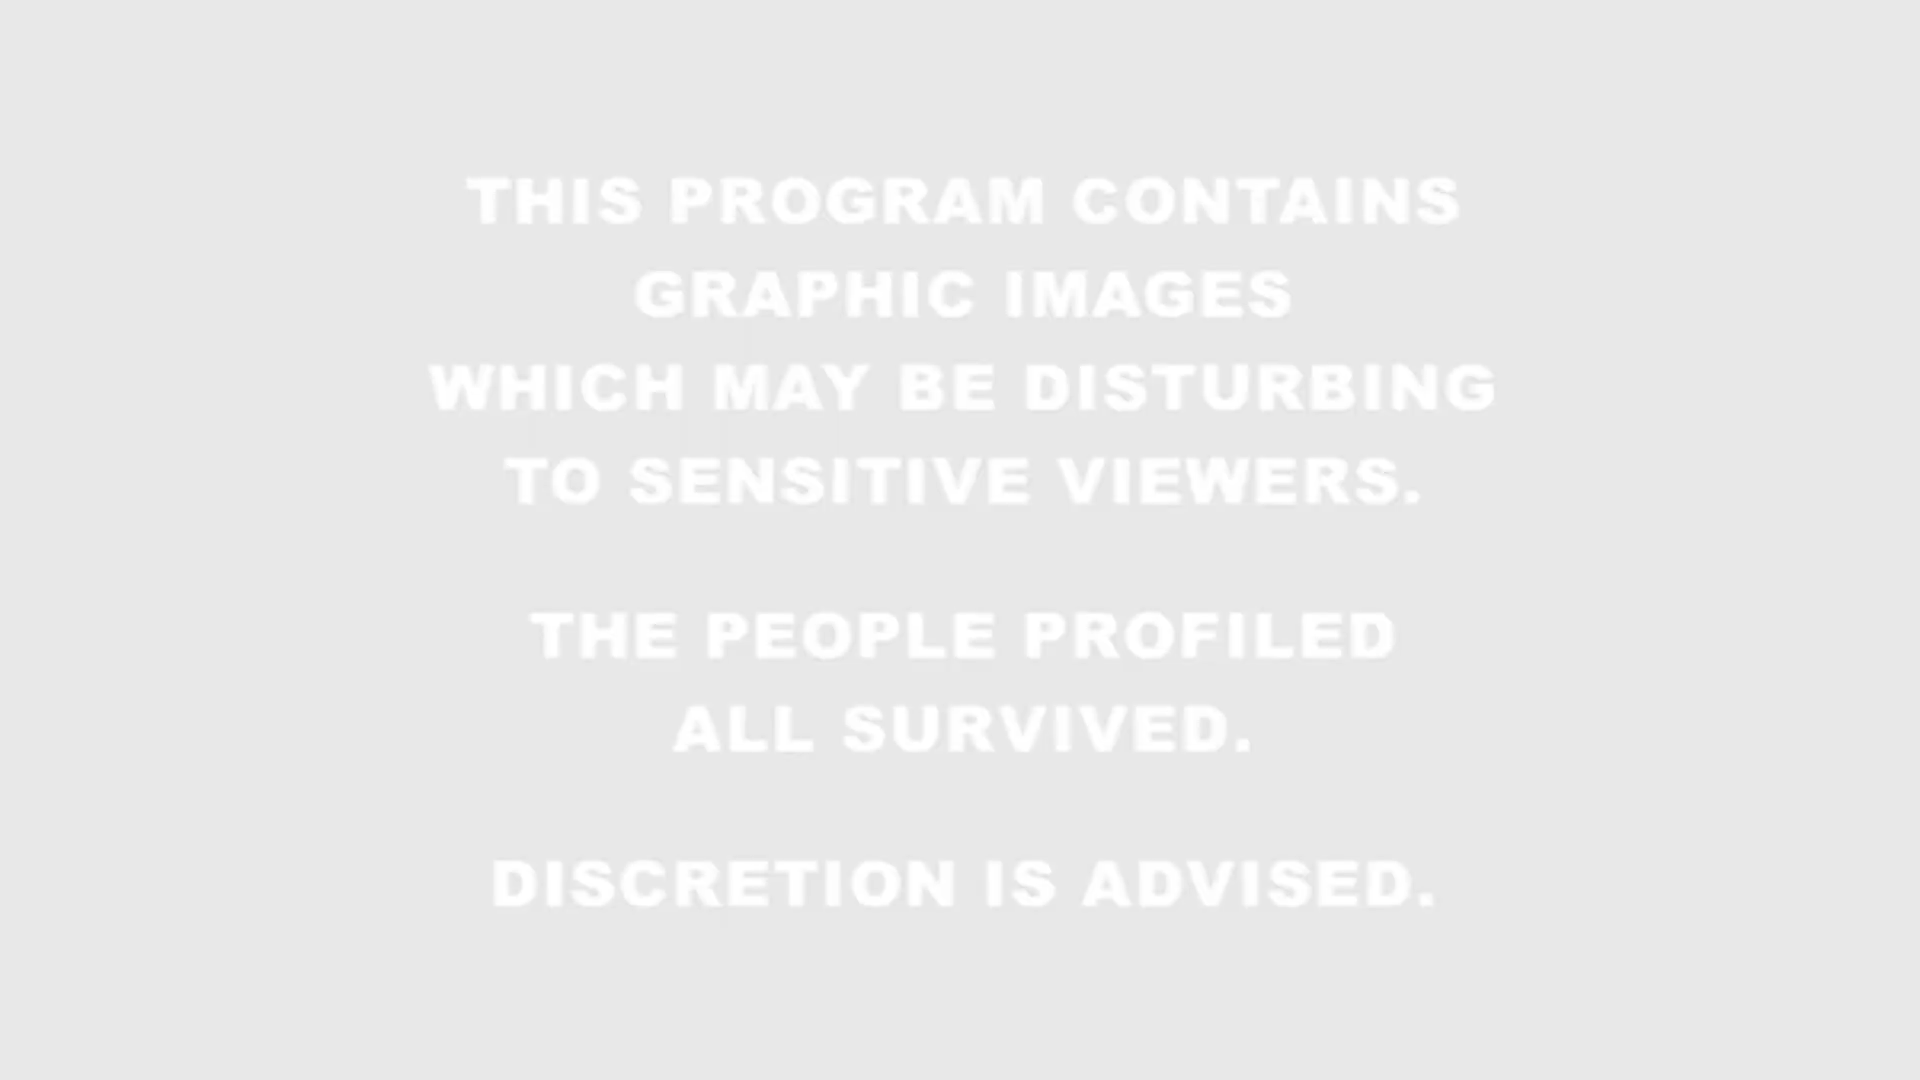 THIS PROGRAM CONTAINS
GRAPHIC IMAGES
WHICH MAY BE DISTURBING
TO SENSITIVE VIEWERS.
THE PEOPLE PROFILED
ALL SURVIVED.
DISCRETION IS ADVISED.